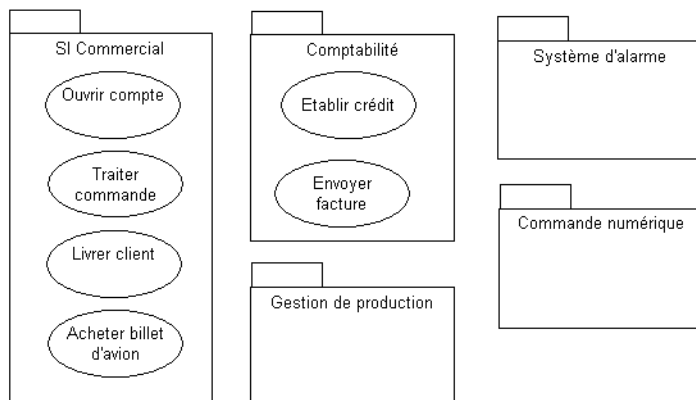 SI Commercial
Ouvrir compte
Traiter
commande
Livrer client
Acheter billet
d'avion
Comptabilité
Etablir crédit
Envoyer
facture
Gestion de production
Système d'alarme
Commande numérique